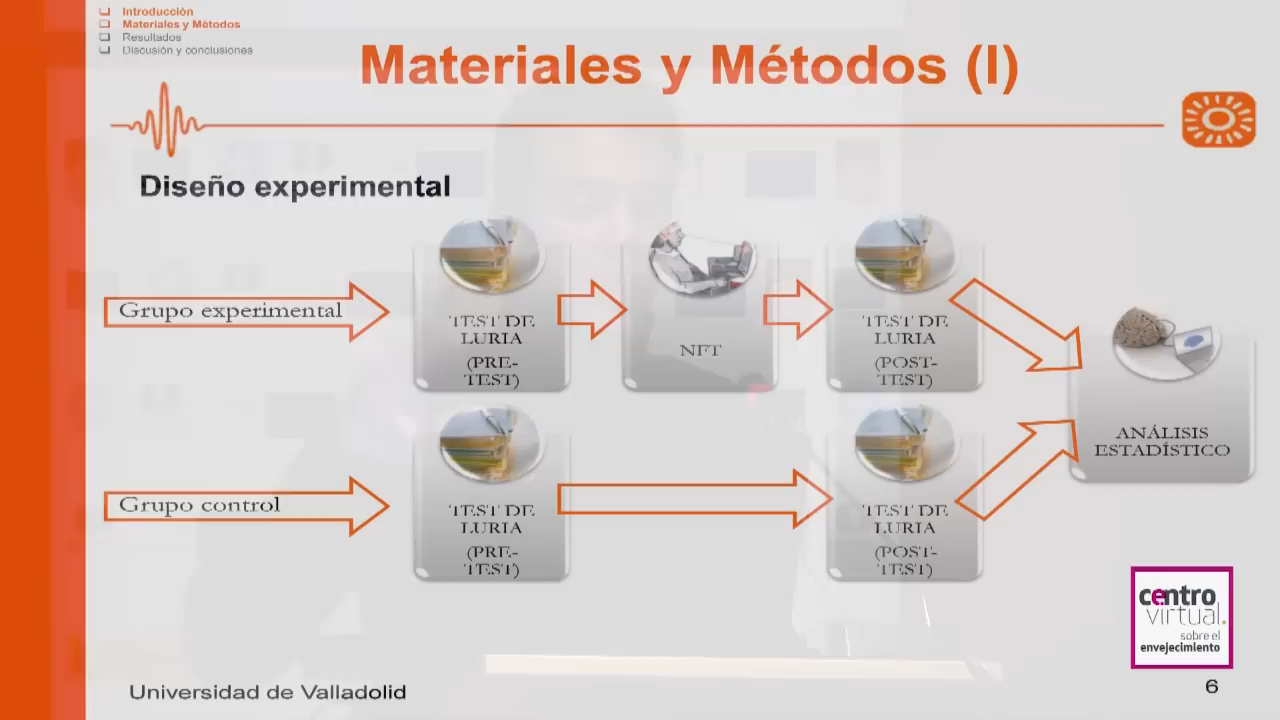 Introducción
Materiales y Métodos
Resultados
Discusión y conclusiones
Materiales y Métodos (I)
Diseño experimental
Grupo experimental
TEST DE
LURIA
(PRE-
TEST)
NFT
TEST DE
LURIA
(POST-
TEST)
Grupo control
TEST DE
LURIA
(PRE-
TEST)
TEST DE
LURIA
(POST-
TEST)
ANÁLISIS
ESTADÍSTICO
centro
virtual.
sobre el
envejecimiento
Universidad de Valladolid
6